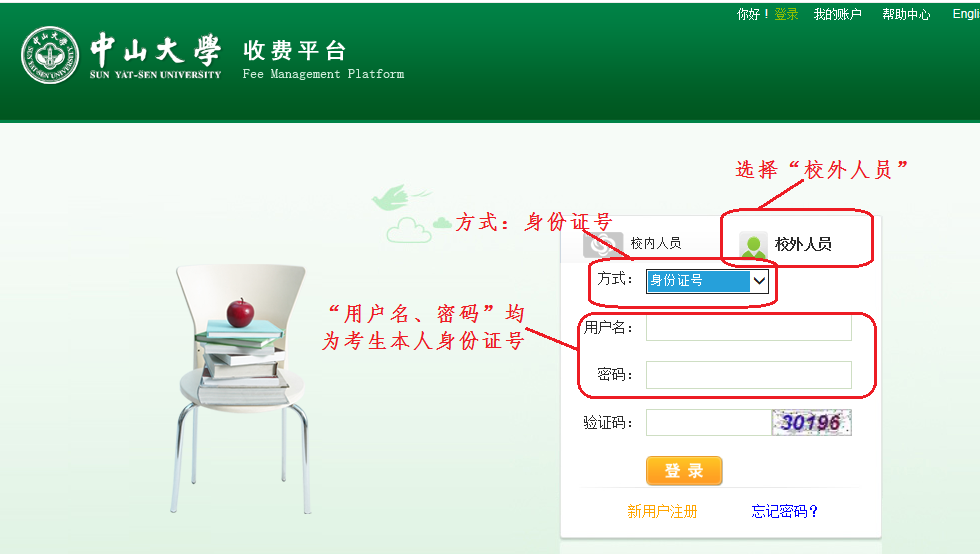 你好！登录 我的账户 帮助中心 Engli
中山大學 收费平台
SUN YAT-SEN UNIVERSITY Fee Management Platform
选择“校外人员”
方式：身份证号
校内人员 校外人员
方式： 身份证号
“用户名、密码”均
为考生本人身份证号
用户名：
密码：
验证码： 30196
登录
新用户注册 忘记密码？